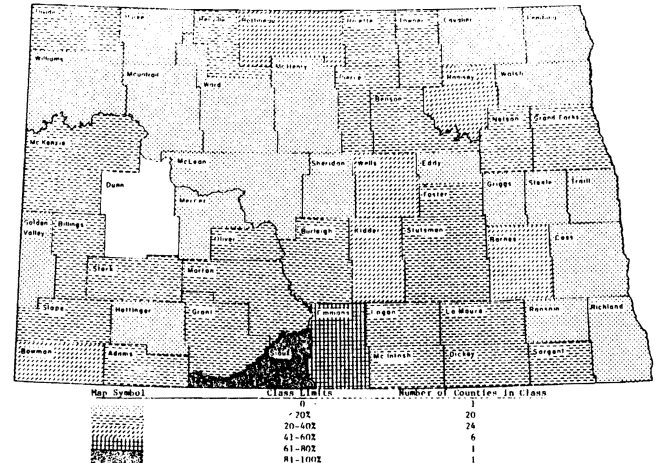 Divide Burke Renville Bottineau Rolette Towner Cavalier Pembina
Williams Mountrail Ward McHenry Pierce Ramsey Walsh
Benson Nelson Grand Forks
McKenzie McLean Sheridan Wells Eddy
Dunn Mercer Foster Griggs Steele Traill
Golden Valley Billings Oliver Burleigh Kidder Stutsman Barnes Cass
Stark Morton
Slope Hettinger Grant Emmons Logan La Moure Ransom Richland
Bowman Adams Sioux McIntosh Dickey Sargent
Map Symbol Class Limits Number of Counties in Class
0 1
<20% 20
20-40% 24
41-60% 6
61-80% 1
81-100% 1